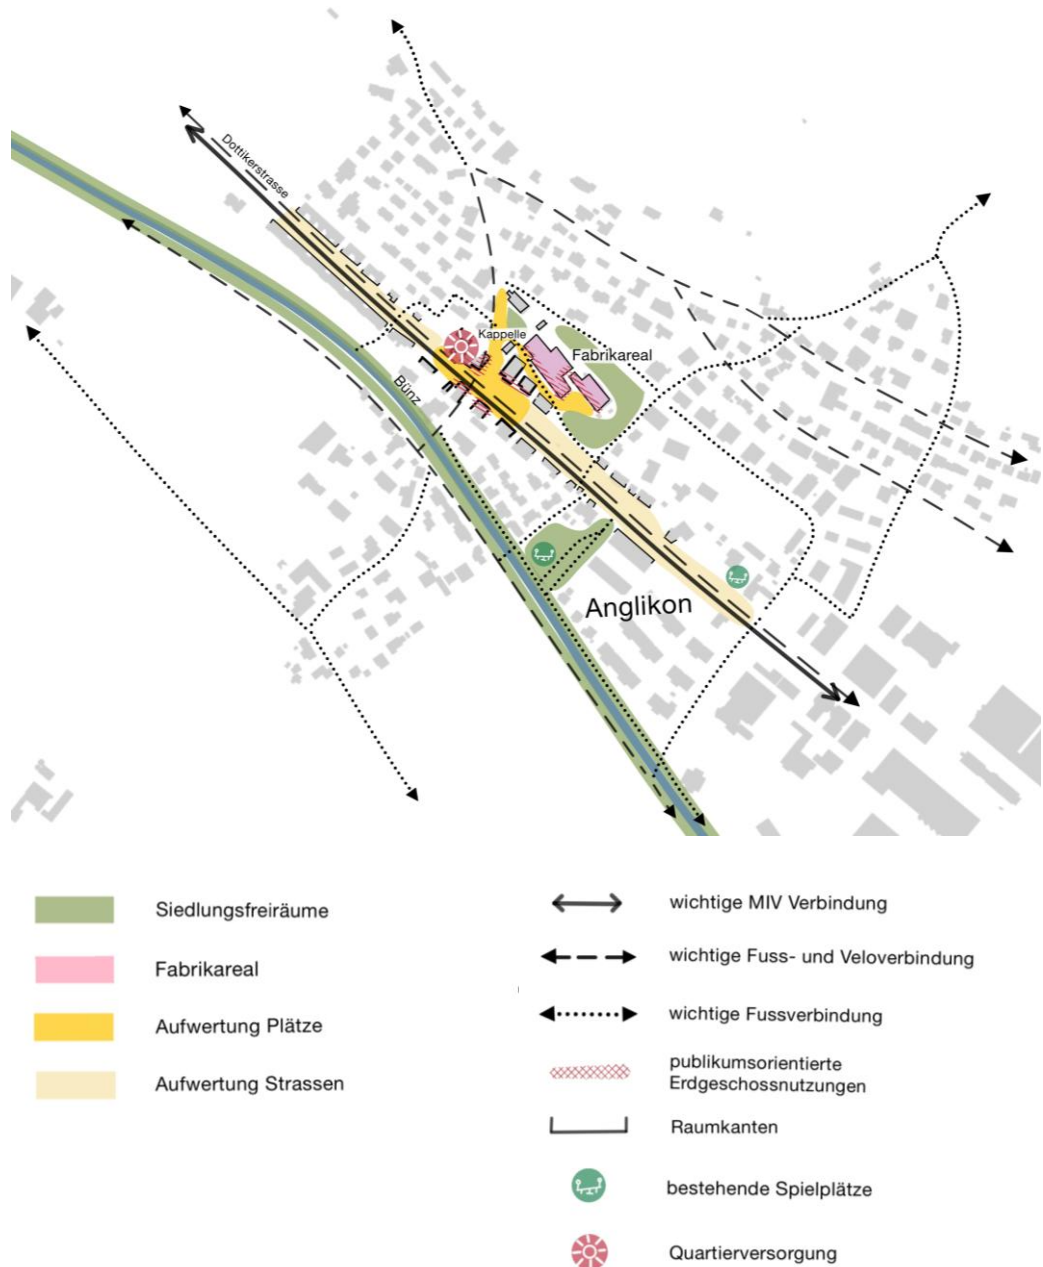 Dottikerstrasse
Kappelle
Fabrikareal
Bünz
Anglikon
Siedlungsfreiräume
Fabrikareal
Aufwertung Plätze
Aufwertung Strassen
wichtige MIV Verbindung
wichtige Fuss- und Veloverbindung
wichtige Fussverbindung
publikumsorientierte
Erdgeschossnutzungen
Raumkanten
bestehende Spielplätze
Quartierversorgung